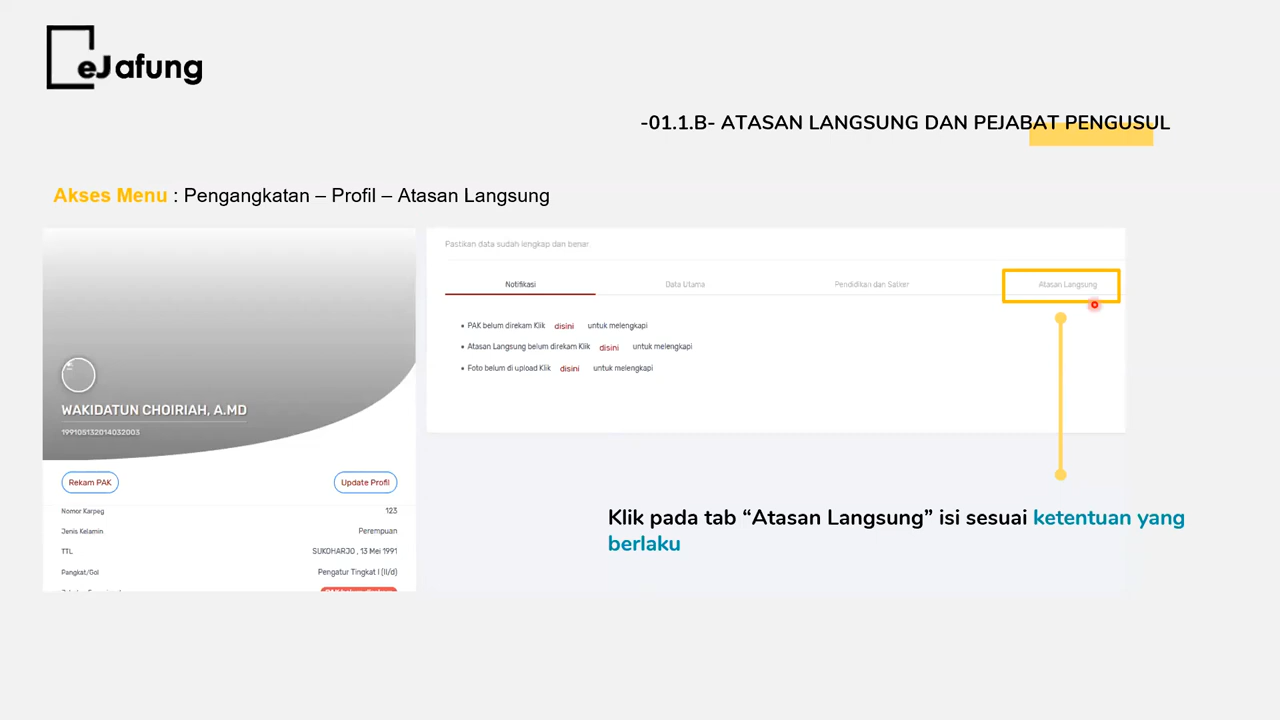 eJafung
-01.1.B- ATASAN LANGSUNG DAN PEJABAT PENGUSUL
Akses Menu : Pengangkatan – Profil – Atasan Langsung
WAKIDATUN CHOIRIAH, A.MD
199105132014032003
Rekam PAK
Update Profil
Nomor Karpeg 123
Jenis Kelamin Perempuan
TTL SUKOHARJO , 13 Mei 1991
Pangkat/Gol Pengatur Tingkat I (II/d)
Pastikan data sudah lengkap dan benar
Notifikasi Data Utama Pendidikan dan Salker Atasan Langsung
• PAK belum direkam Klik disini untuk melengkapi
• Atasan Langsung belum direkam Klik disini untuk melengkapi
• Foto belum di upload Klik disini untuk melengkapi
Klik pada tab “Atasan Langsung” isi sesuai ketentuan yang
berlaku